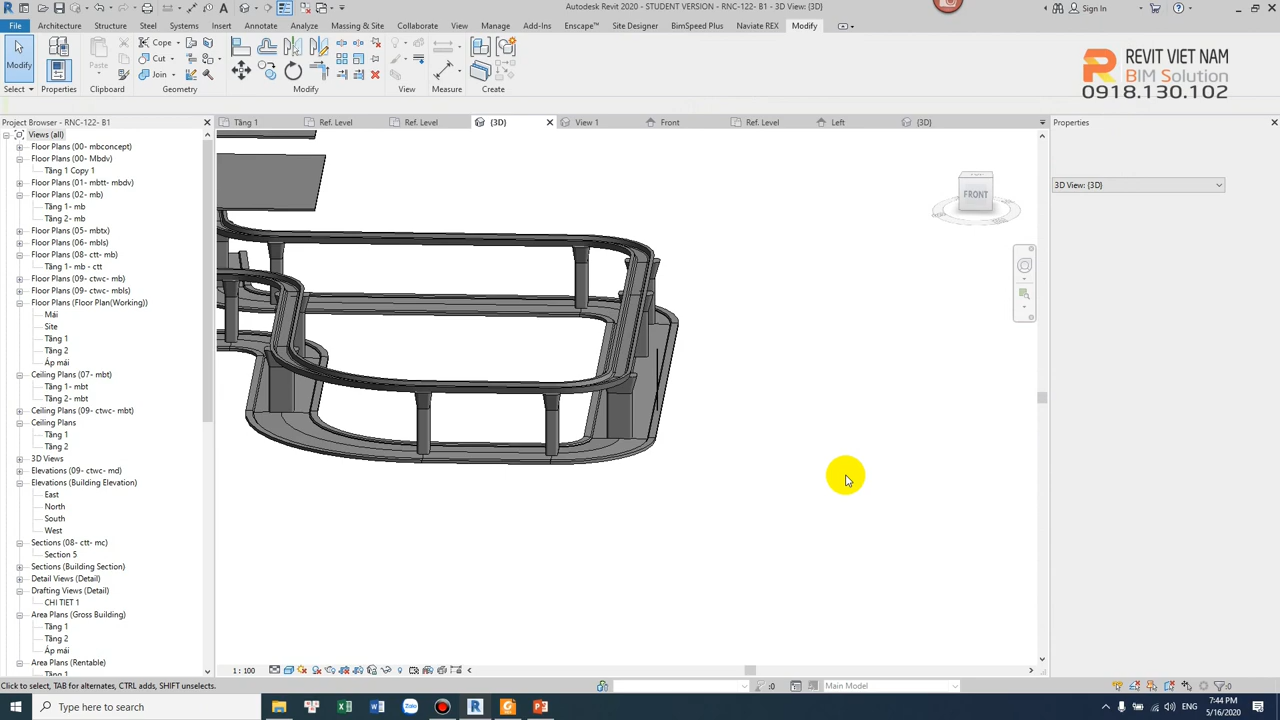 Autodesk Revit 2020 - STUDENT VERSION - RNC-122- B1 - 3D View: {3D}
Sign In
File Architecture Structure Steel Systems Insert Annotate Analyze Massing & Site Collaborate View Manage Add-Ins Enscape™ Site Designer BimSpeed Plus Naviate REX Modify
Modify
Select
Properties
Paste
Clipboard
Cope
Cut
Join
Geometry
Modify
View
Measure
Create
REVIT VIET NAM
BIM Solution
0918.130.102
Project Browser - RNC-122- B1
Tầng 1 Ref. Level Ref. Level {3D} View 1 Front Ref. Level Left {3D}
Properties
3D View: {3D}
FRONT
Views (all)
Floor Plans (00- mbconcept)
Floor Plans (00- Mbdv)
Tầng 1 Copy 1
Floor Plans (01- mbtt- mbdv)
Floor Plans (02- mb)
Tầng 1- mb
Tầng 2- mb
Floor Plans (05- mbtx)
Floor Plans (06- mbls)
Floor Plans (08- ctt- mb)
Tầng 1- mb - ctt
Floor Plans (09- ctwc- mb)
Floor Plans (09- ctwc- mbls)
Floor Plans (Floor Plan(Working))
Mái
Site
Tầng 1
Tầng 2
Áp mái
Ceiling Plans (07- mbt)
Tầng 1- mbt
Tầng 2- mbt
Ceiling Plans (09- ctwc- mbt)
Ceiling Plans
Tầng 1
Tầng 2
3D Views
Elevations (09- ctwc- md)
Elevations (Building Elevation)
East
North
South
West
Sections (08- ctt- mc)
Section 5
Sections (Building Section)
Detail Views (Detail)
Drafting Views (Detail)
CHI TIET 1
Area Plans (Gross Building)
Tầng 1
Tầng 2
Áp mái
Area Plans (Rentable)
Tầng 1
1 : 100
Click to select, TAB for alternates, CTRL adds, SHIFT unselects.
:0
Main Model
:0
Type here to search
ENG
7:44 PM
5/16/2020